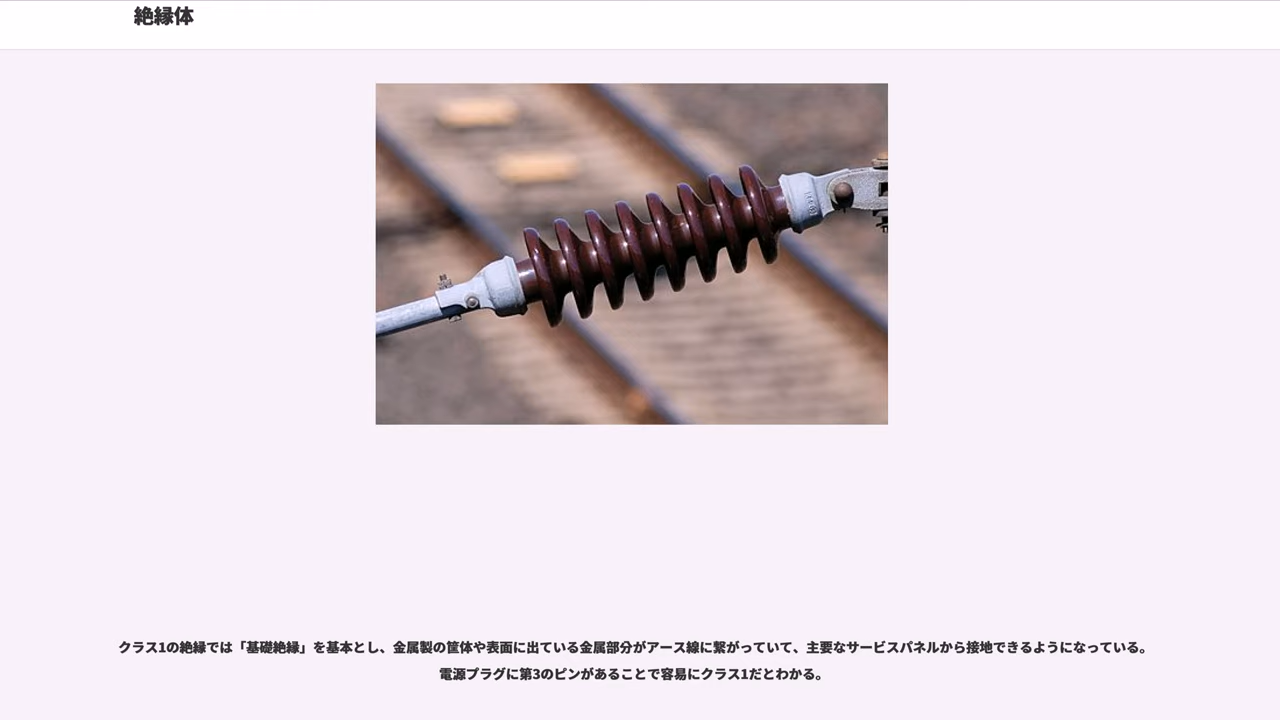 絶縁体
クラス1の絶縁では「基礎絶縁」を基本とし、金属製の筐体や表面に出ている金属部分がアース線に繋がっていて、主要なサービスパネルから接地できるようになっている。
電源プラグに第3のピンがあることで容易にクラス1だとわかる。